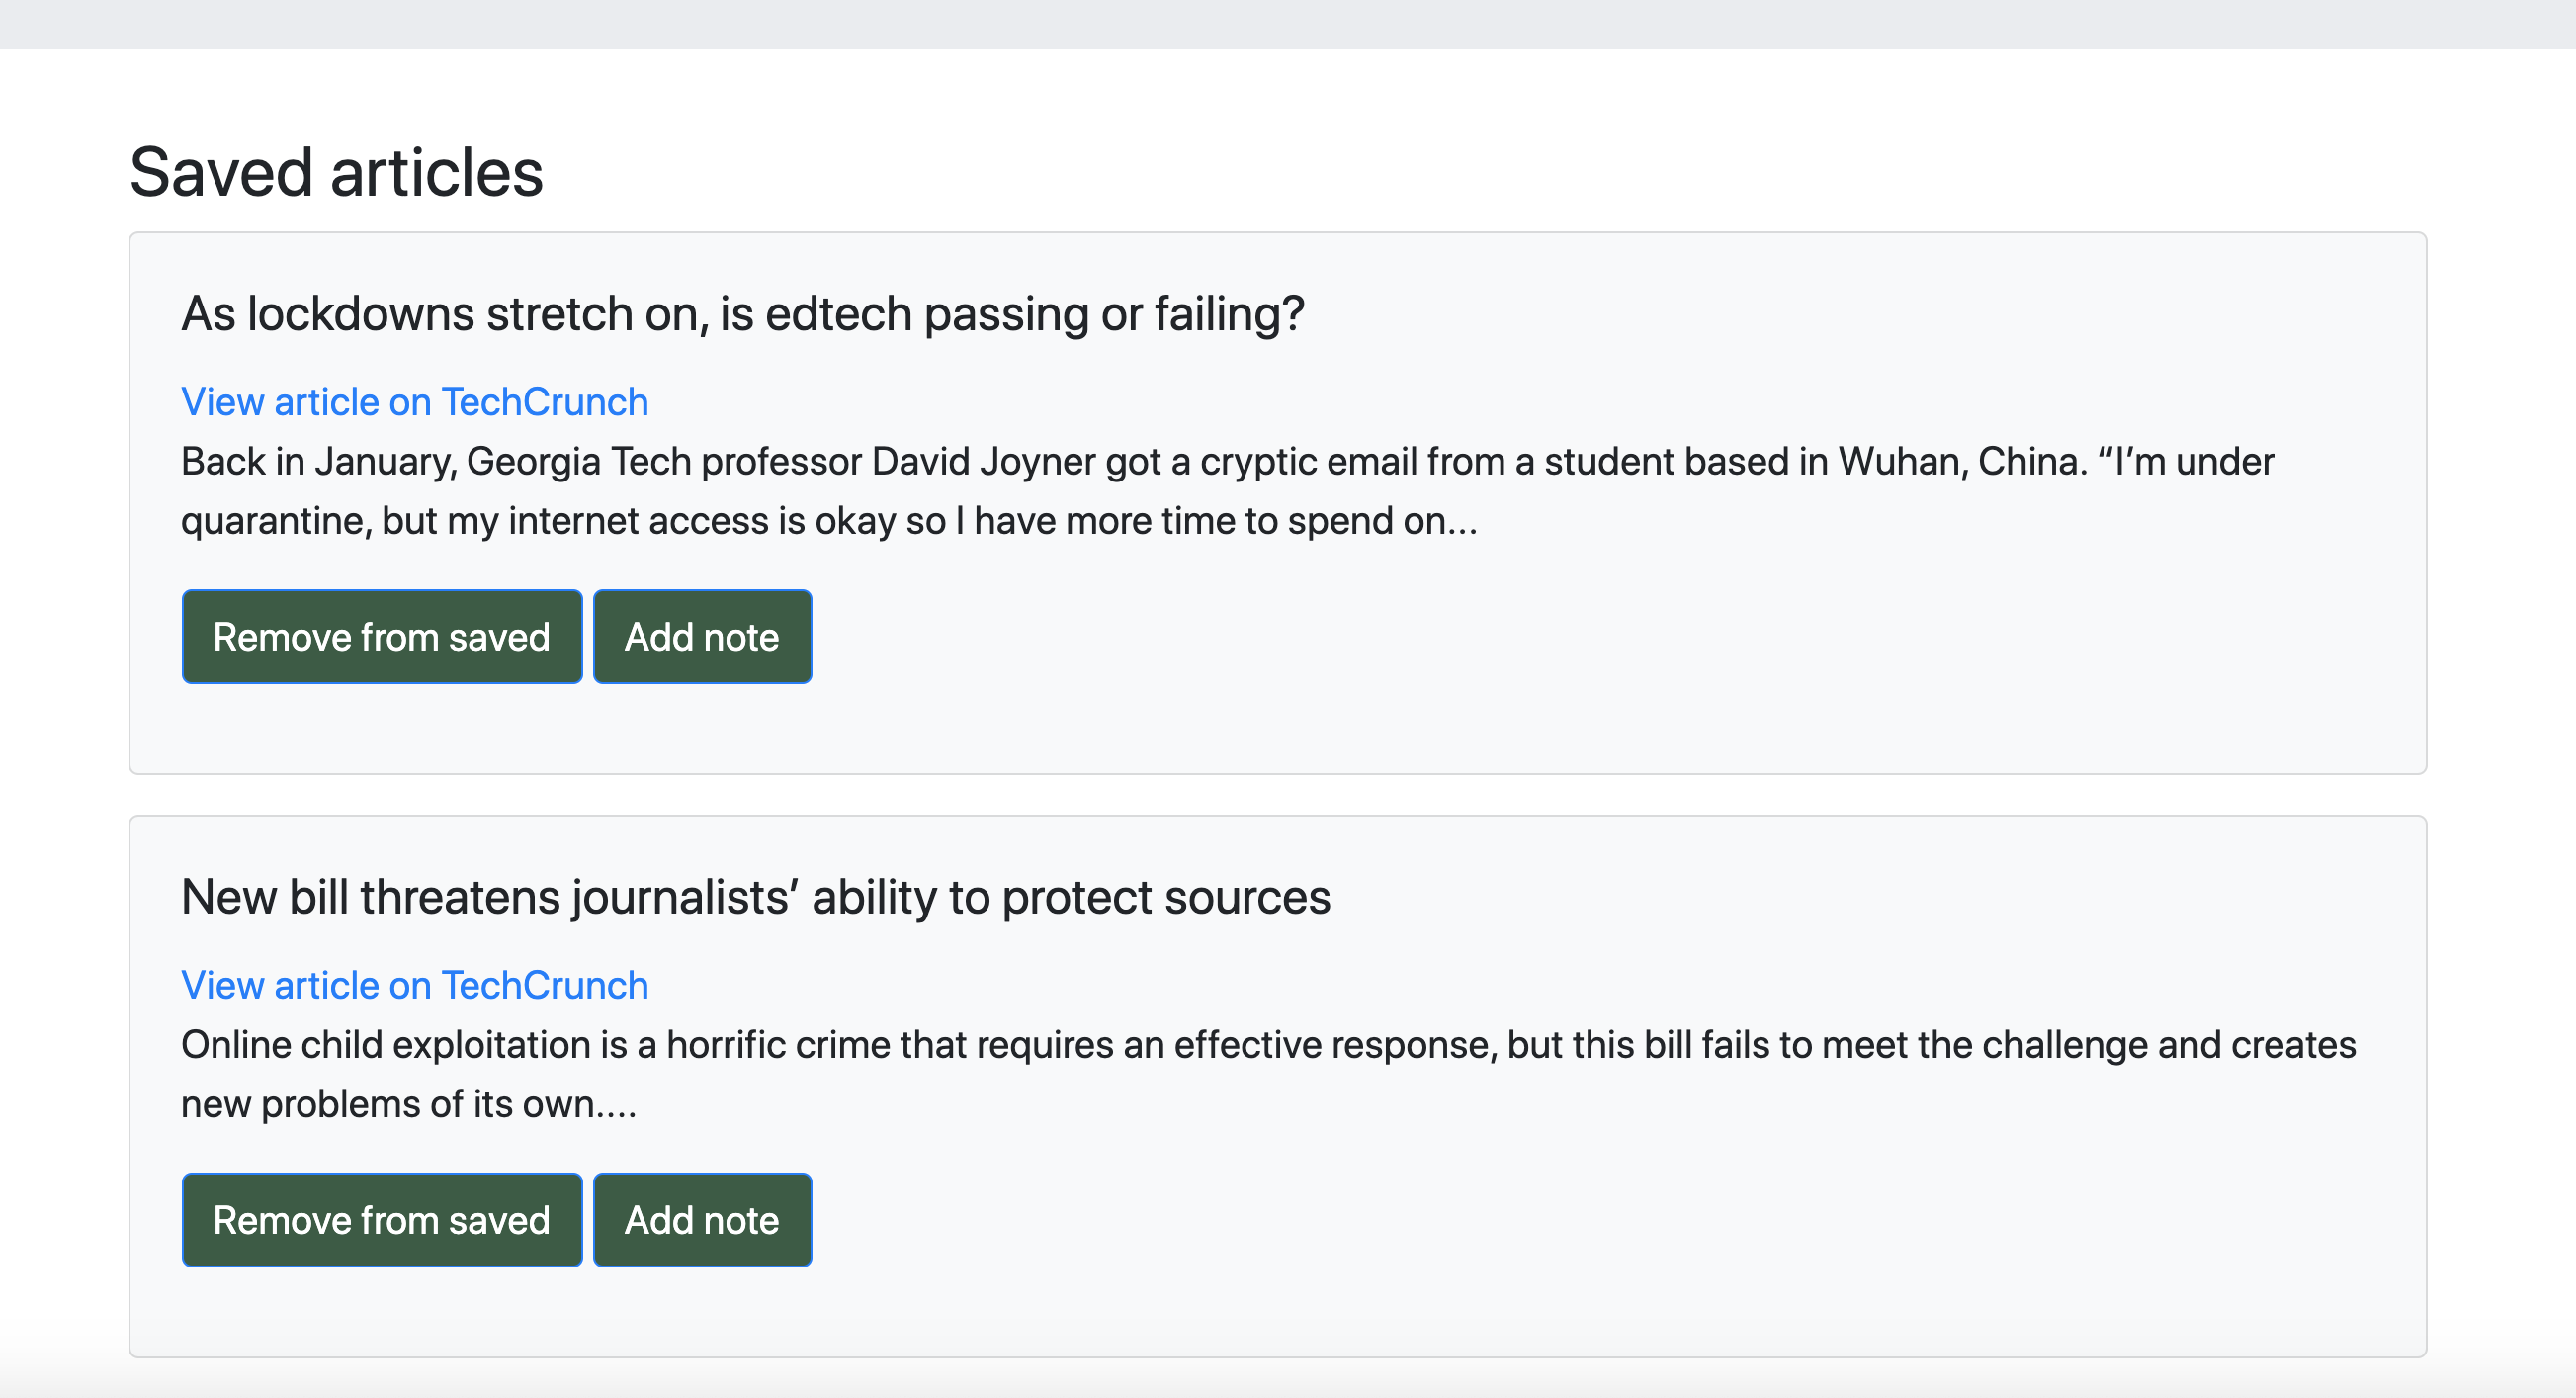 Saved articles
As lockdowns stretch on, is edtech passing or failing?
View article on TechCrunch
Back in January, Georgia Tech professor David Joyner got a cryptic email from a student based in Wuhan, China. “I’m under
quarantine, but my internet access is okay so I have more time to spend on...
Remove from saved Add note
New bill threatens journalists’ ability to protect sources
View article on TechCrunch
Online child exploitation is a horrific crime that requires an effective response, but this bill fails to meet the challenge and creates
new problems of its own....
Remove from saved Add note